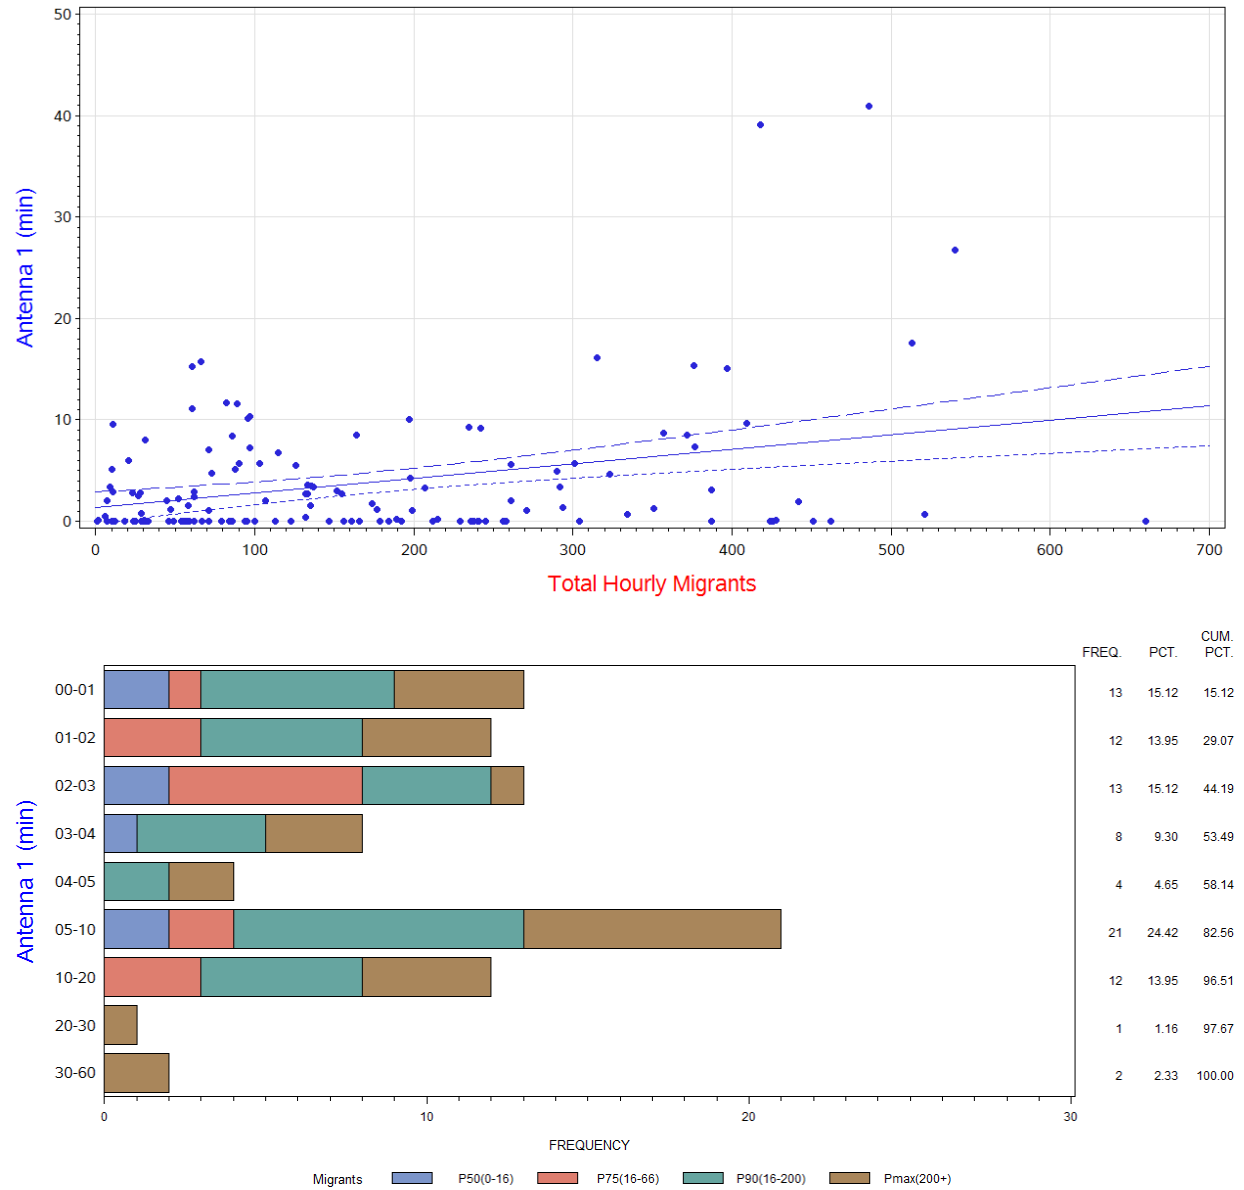 50
40
30
20
10
0
Antenna 1 (min)
0 100 200 300 400 500 600 700
Total Hourly Migrants
CUM.
FREQ. PCT. PCT.
00-01 13 15.12 15.12
01-02 12 13.95 29.07
02-03 13 15.12 44.19
03-04 8 9.30 53.49
04-05 4 4.65 58.14
05-10 21 24.42 82.56
10-20 12 13.95 96.51
20-30 1 1.16 97.67
30-60 2 2.33 100.00
Antenna 1 (min)
0 10 20 30
FREQUENCY
Migrants P50(0-16) P75(16-66) P90(16-200) Pmax(200+)